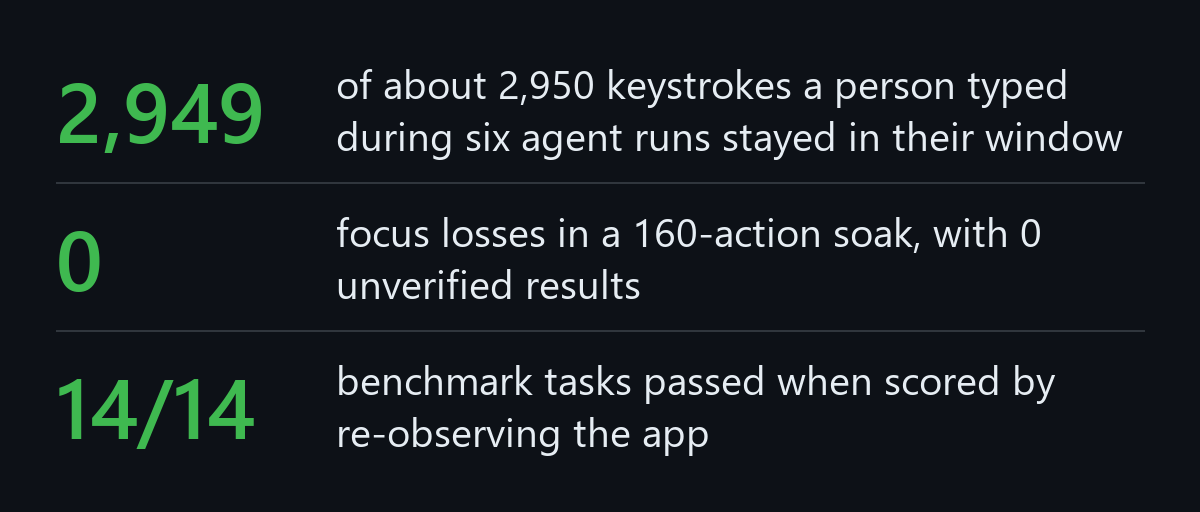 2,949
of about 2,950 keystrokes a person typed
during six agent runs stayed in their window
0
focus losses in a 160-action soak, with 0
unverified results
14/14
benchmark tasks passed when scored by
re-observing the app